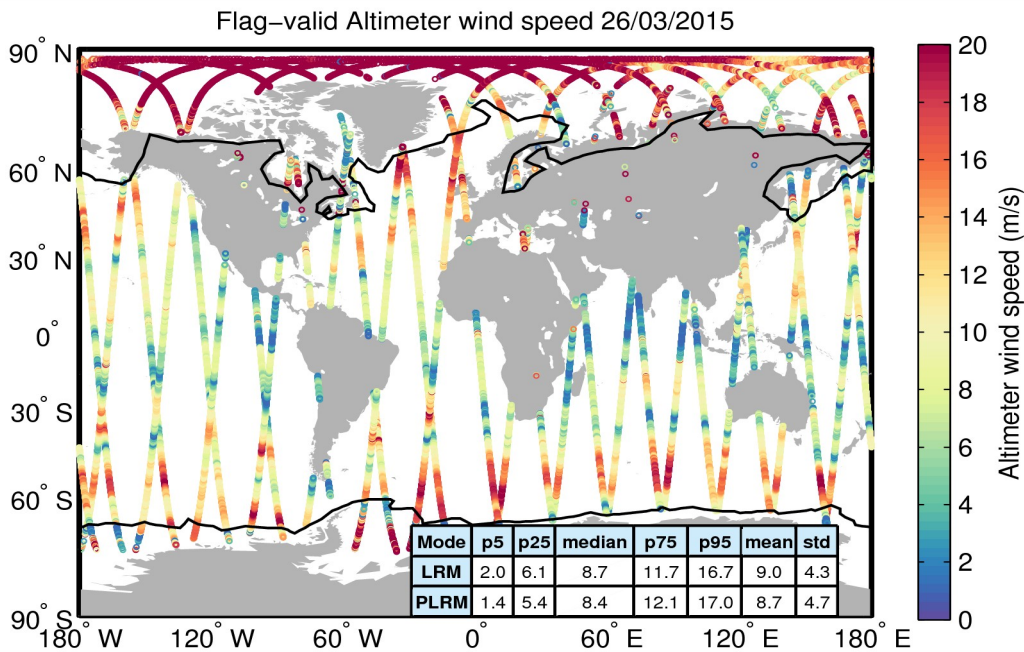 Flag−valid Altimeter wind speed 26/03/2015
90° N
60° N
30° N
0°
30° S
60° S
90° S
180° W
120° W
60° W
0°
60° E
120° E
180° E
Mode p5 p25 median p75 p95 mean std
LRM 2.0 6.1 8.7 11.7 16.7 9.0 4.3
PLRM 1.4 5.4 8.4 12.1 17.0 8.7 4.7
20
18
16
14
12
10
8
6
4
2
0
Altimeter wind speed (m/s)